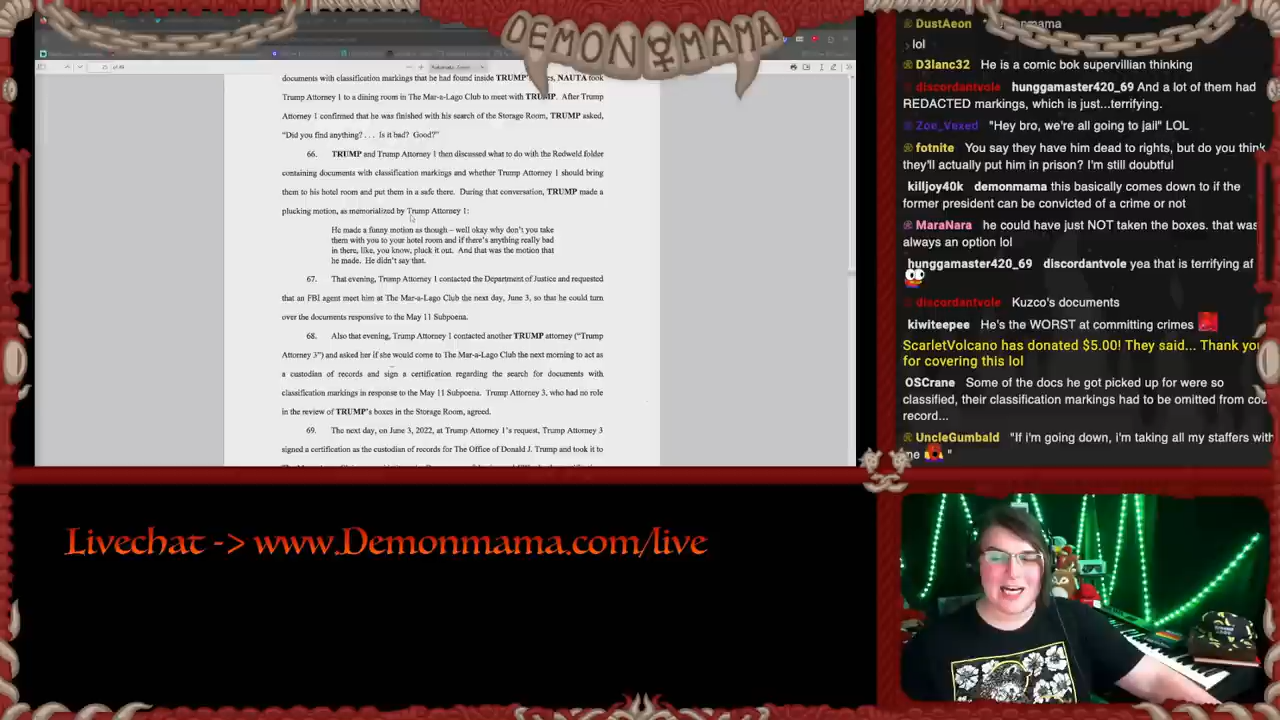 DEMON MAMA
documents with classification markings that he had found inside TRUMP's NAUTA took
Trump Attorney 1 to a dining room in The Mar-a-Lago Club to meet with TRUMP. After Trump
Attorney 1 confirmed that he was finished with his search of the Storage Room, TRUMP asked,
“Did you find anything? . . . Is it bad? Good?”
66. TRUMP and Trump Attorney 1 then discussed what to do with the Redweld folder
containing documents with classification markings and whether Trump Attorney 1 should bring
them to his hotel room and put them in a safe there. During that conversation, TRUMP made a
plucking motion, as memorialized by Trump Attorney 1:
He made a funny motion as though – well okay why don't you take
them with you to your hotel room and if there's anything really bad
in there, like, you know, pluck it out. And that was the motion that
he made. He didn't say that.
67. That evening, Trump Attorney 1 contacted the Department of Justice and requested
that an FBI agent meet him at The Mar-a-Lago Club the next day, June 3, so that he could turn
over the documents responsive to the May 11 Subpoena.
68. Also that evening, Trump Attorney 1 contacted another TRUMP attorney (“Trump
Attorney 3”) and asked her if she would come to The Mar-a-Lago Club the next morning to act as
a custodian of records and sign a certification regarding the search for documents with
classification markings in response to the May 11 Subpoena. Trump Attorney 3, who had no role
in the review of TRUMP's boxes in the Storage Room, agreed.
69. The next day, on June 3, 2022, at Trump Attorney 1's request, Trump Attorney 3
signed a certification as the custodian of records for The Office of Donald J. Trump and took it to
DustAeon
lol
D3lanc32 He is a comic bok supervillian thinking
discordantvole hunggamaster420_69 And a lot of them had
REDACTED markings, which is just...terrifying.
Zoe_Vexed "Hey bro, we're all going to jail" LOL
fotnite You say they have him dead to rights, but do you think
they'll actually put him in prison? I'm still doubtful
killjoy40k demonmama this basically comes down to if the
former president can be convicted of a crime or not
MaraNara he could have just NOT taken the boxes. that was
always an option lol
hunggamaster420_69 discordantvole yea that is terrifying af
discordantvole Kuzco's documents
kiwiteepee He's the WORST at committing crimes
ScarletVolcano has donated $5.00! They said... Thank you
for covering this lol
OSCrane Some of the docs he got picked up for were so
classified, their classification markings had to be omitted from
record...
UncleGumbald "If i'm going down, i'm taking all my staffers with
"
Livechat -> www.Demonmama.com/live